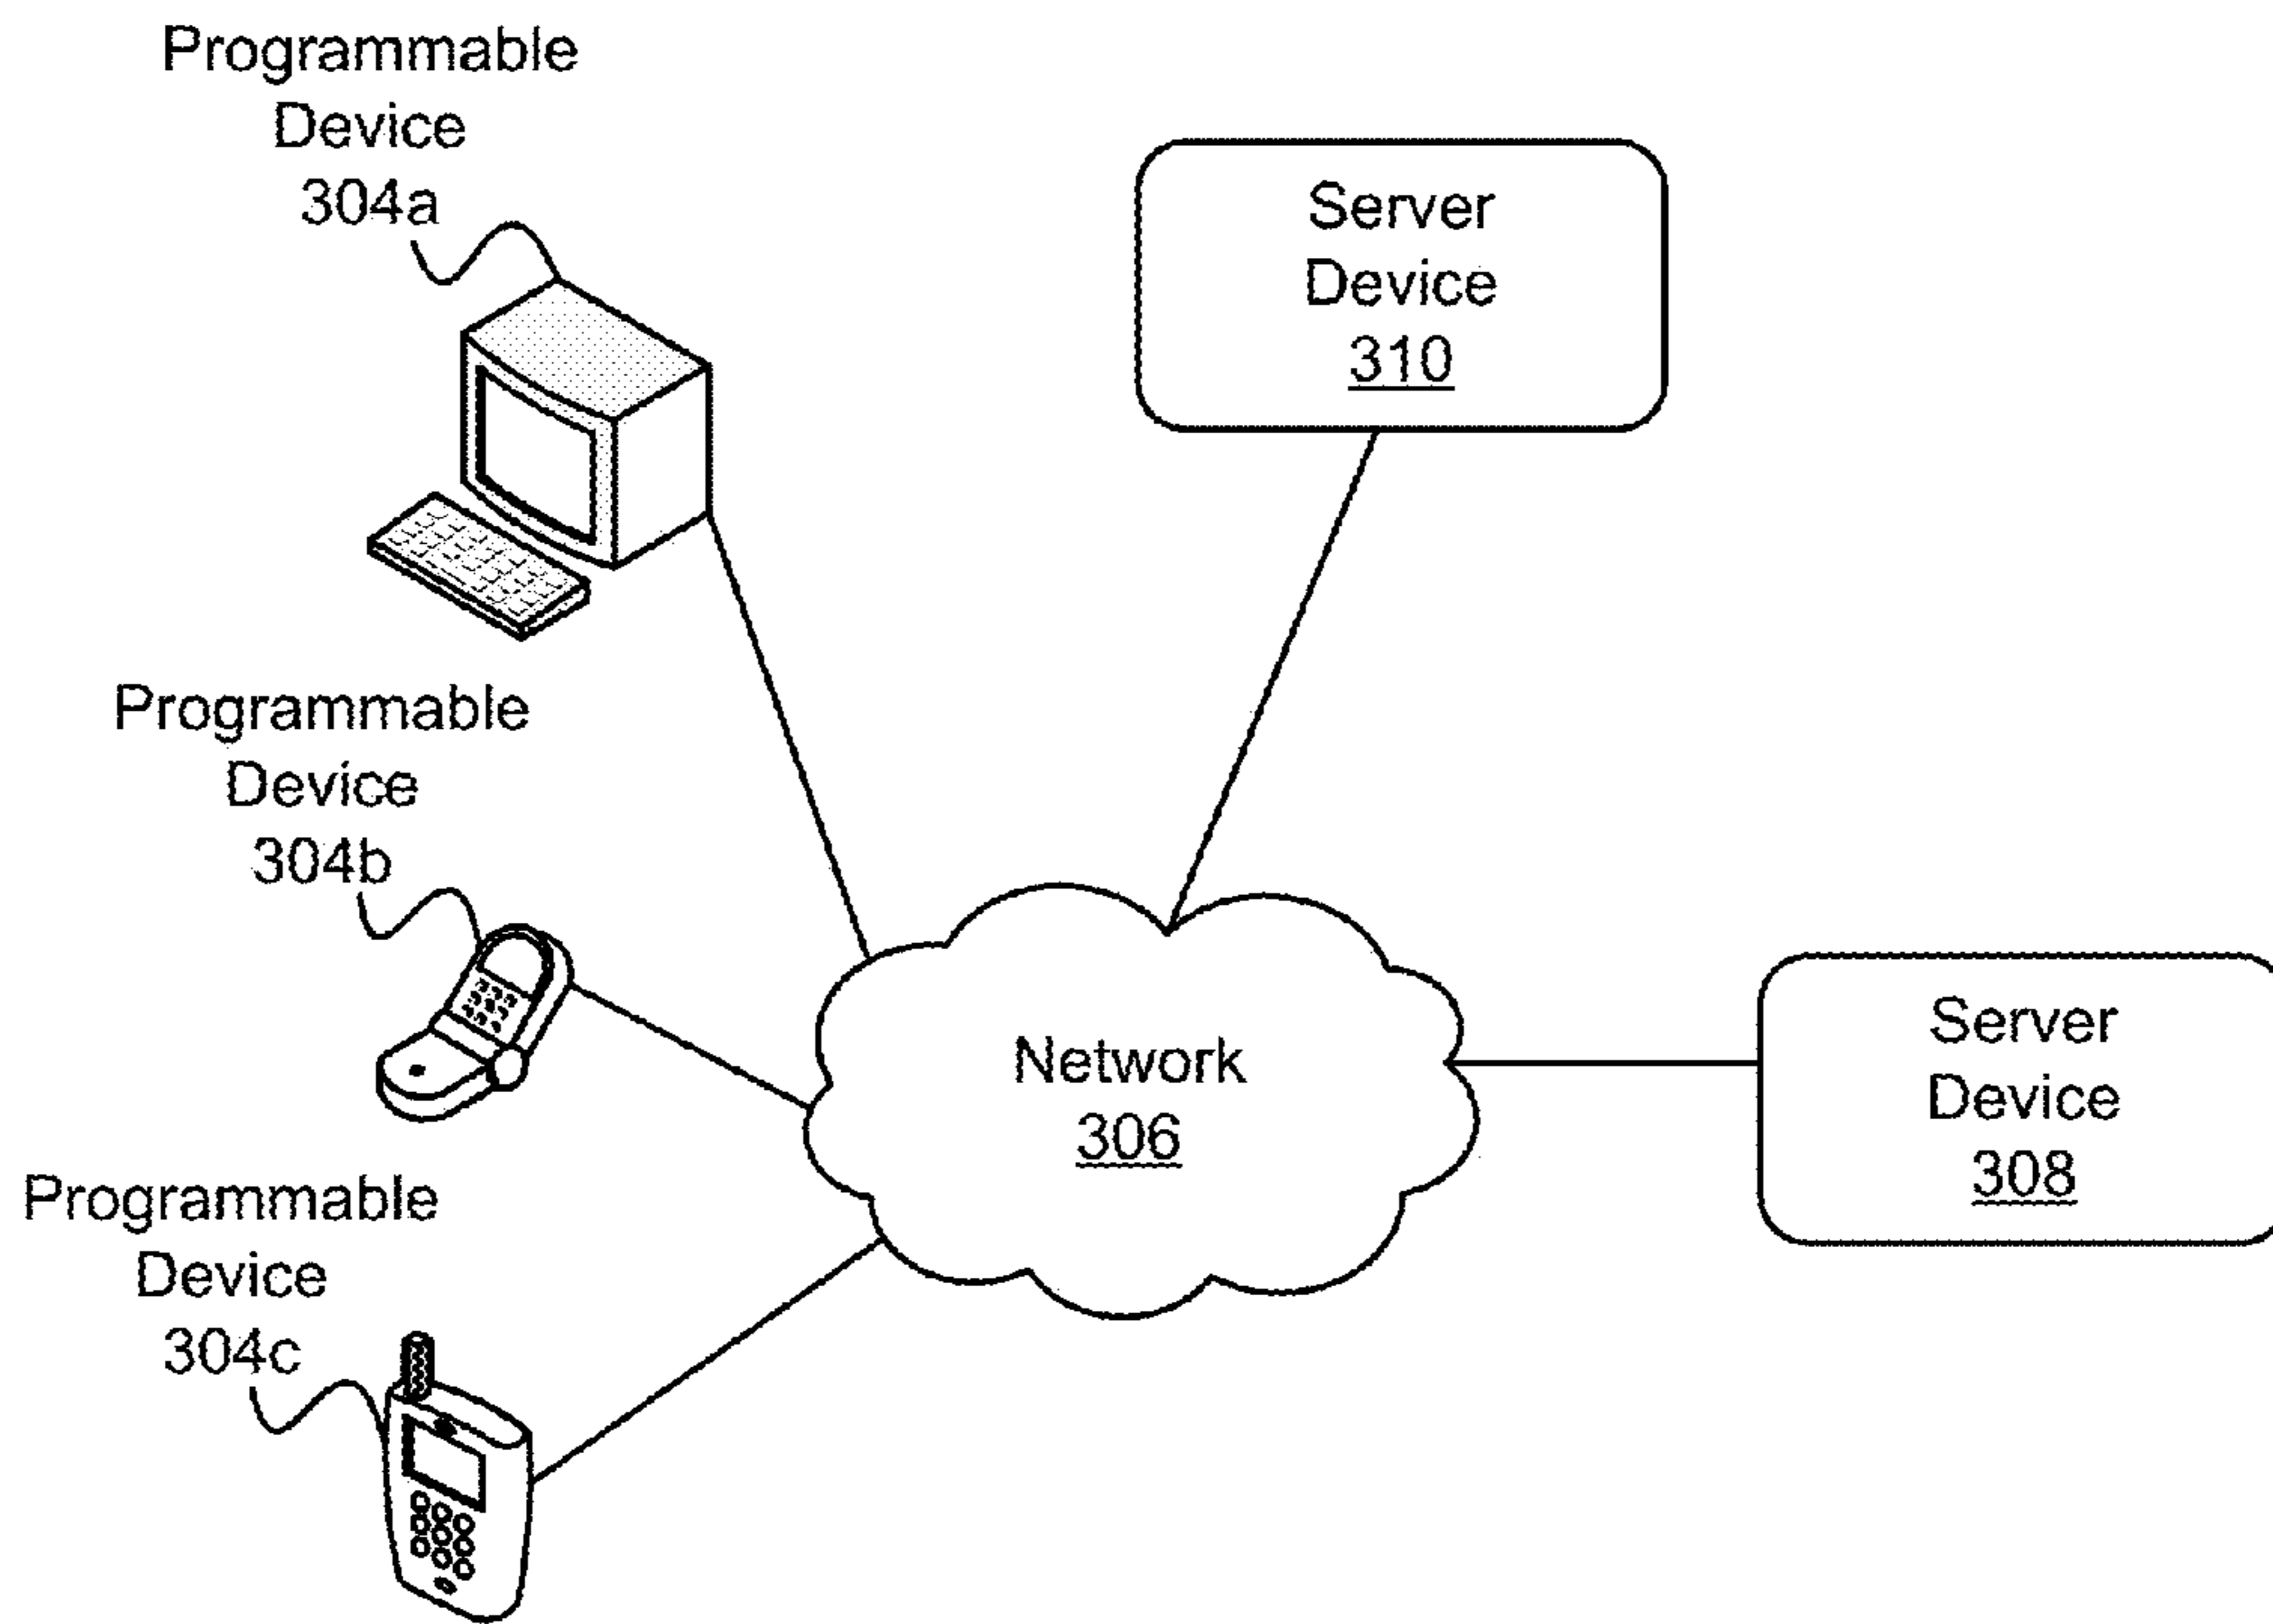 Programmable
Device
304a
Server
Device
310
Programmable
Device
304b
Network
306
Server
Device
308
Programmable
Device
304c